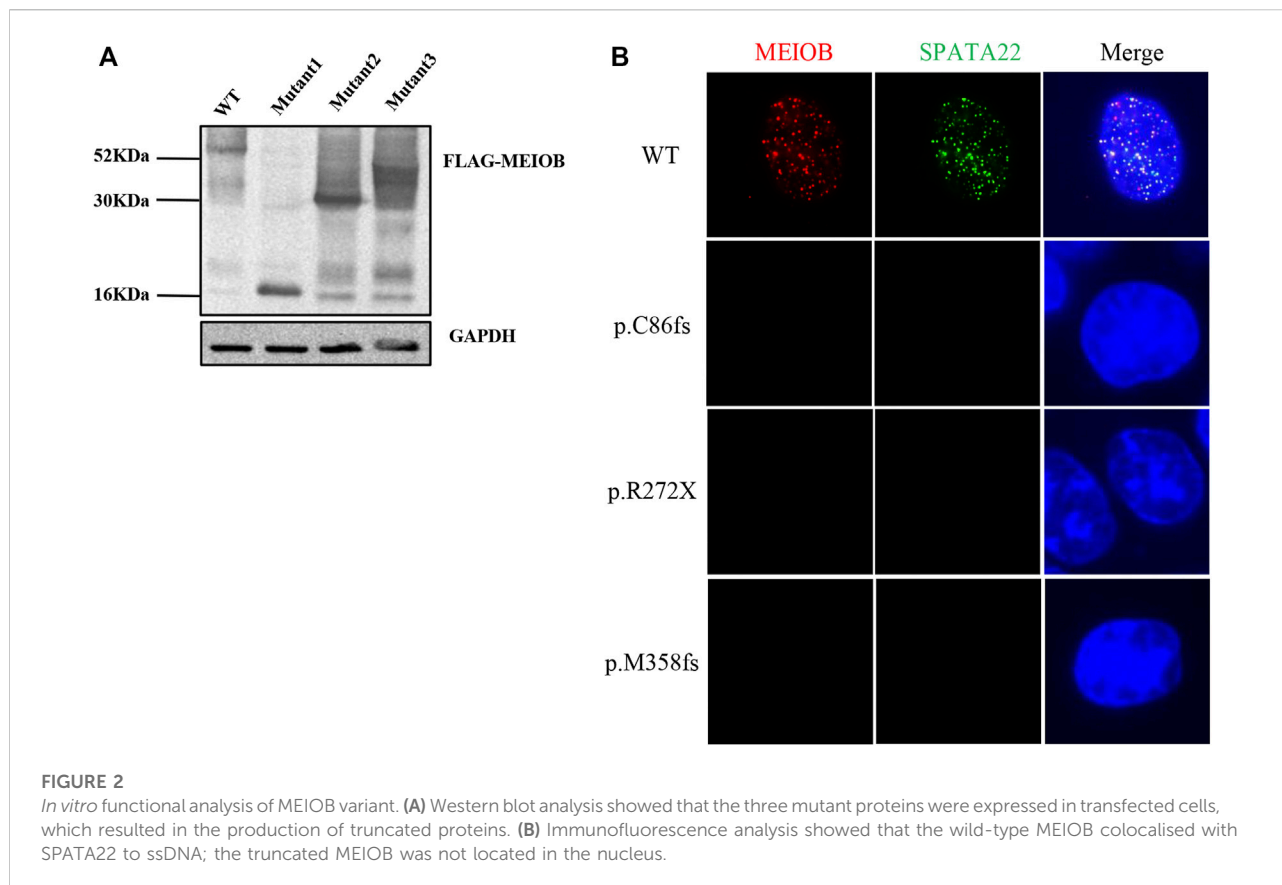 A
WT
Mutant1
Mutant2
Mutant3
52KDa
30KDa
16KDa
FLAG-MEIOB
GAPDH
B
MEIOB
SPATA22
Merge
WT
p.C86fs
p.R272X
p.M358fs
FIGURE 2
In vitro functional analysis of MEIOB variant. (A) Western blot analysis showed that the three mutant proteins were expressed in transfected cells,
which resulted in the production of truncated proteins. (B) Immunofluorescence analysis showed that the wild-type MEIOB colocalised with
SPATA22 to ssDNA; the truncated MEIOB was not located in the nucleus.